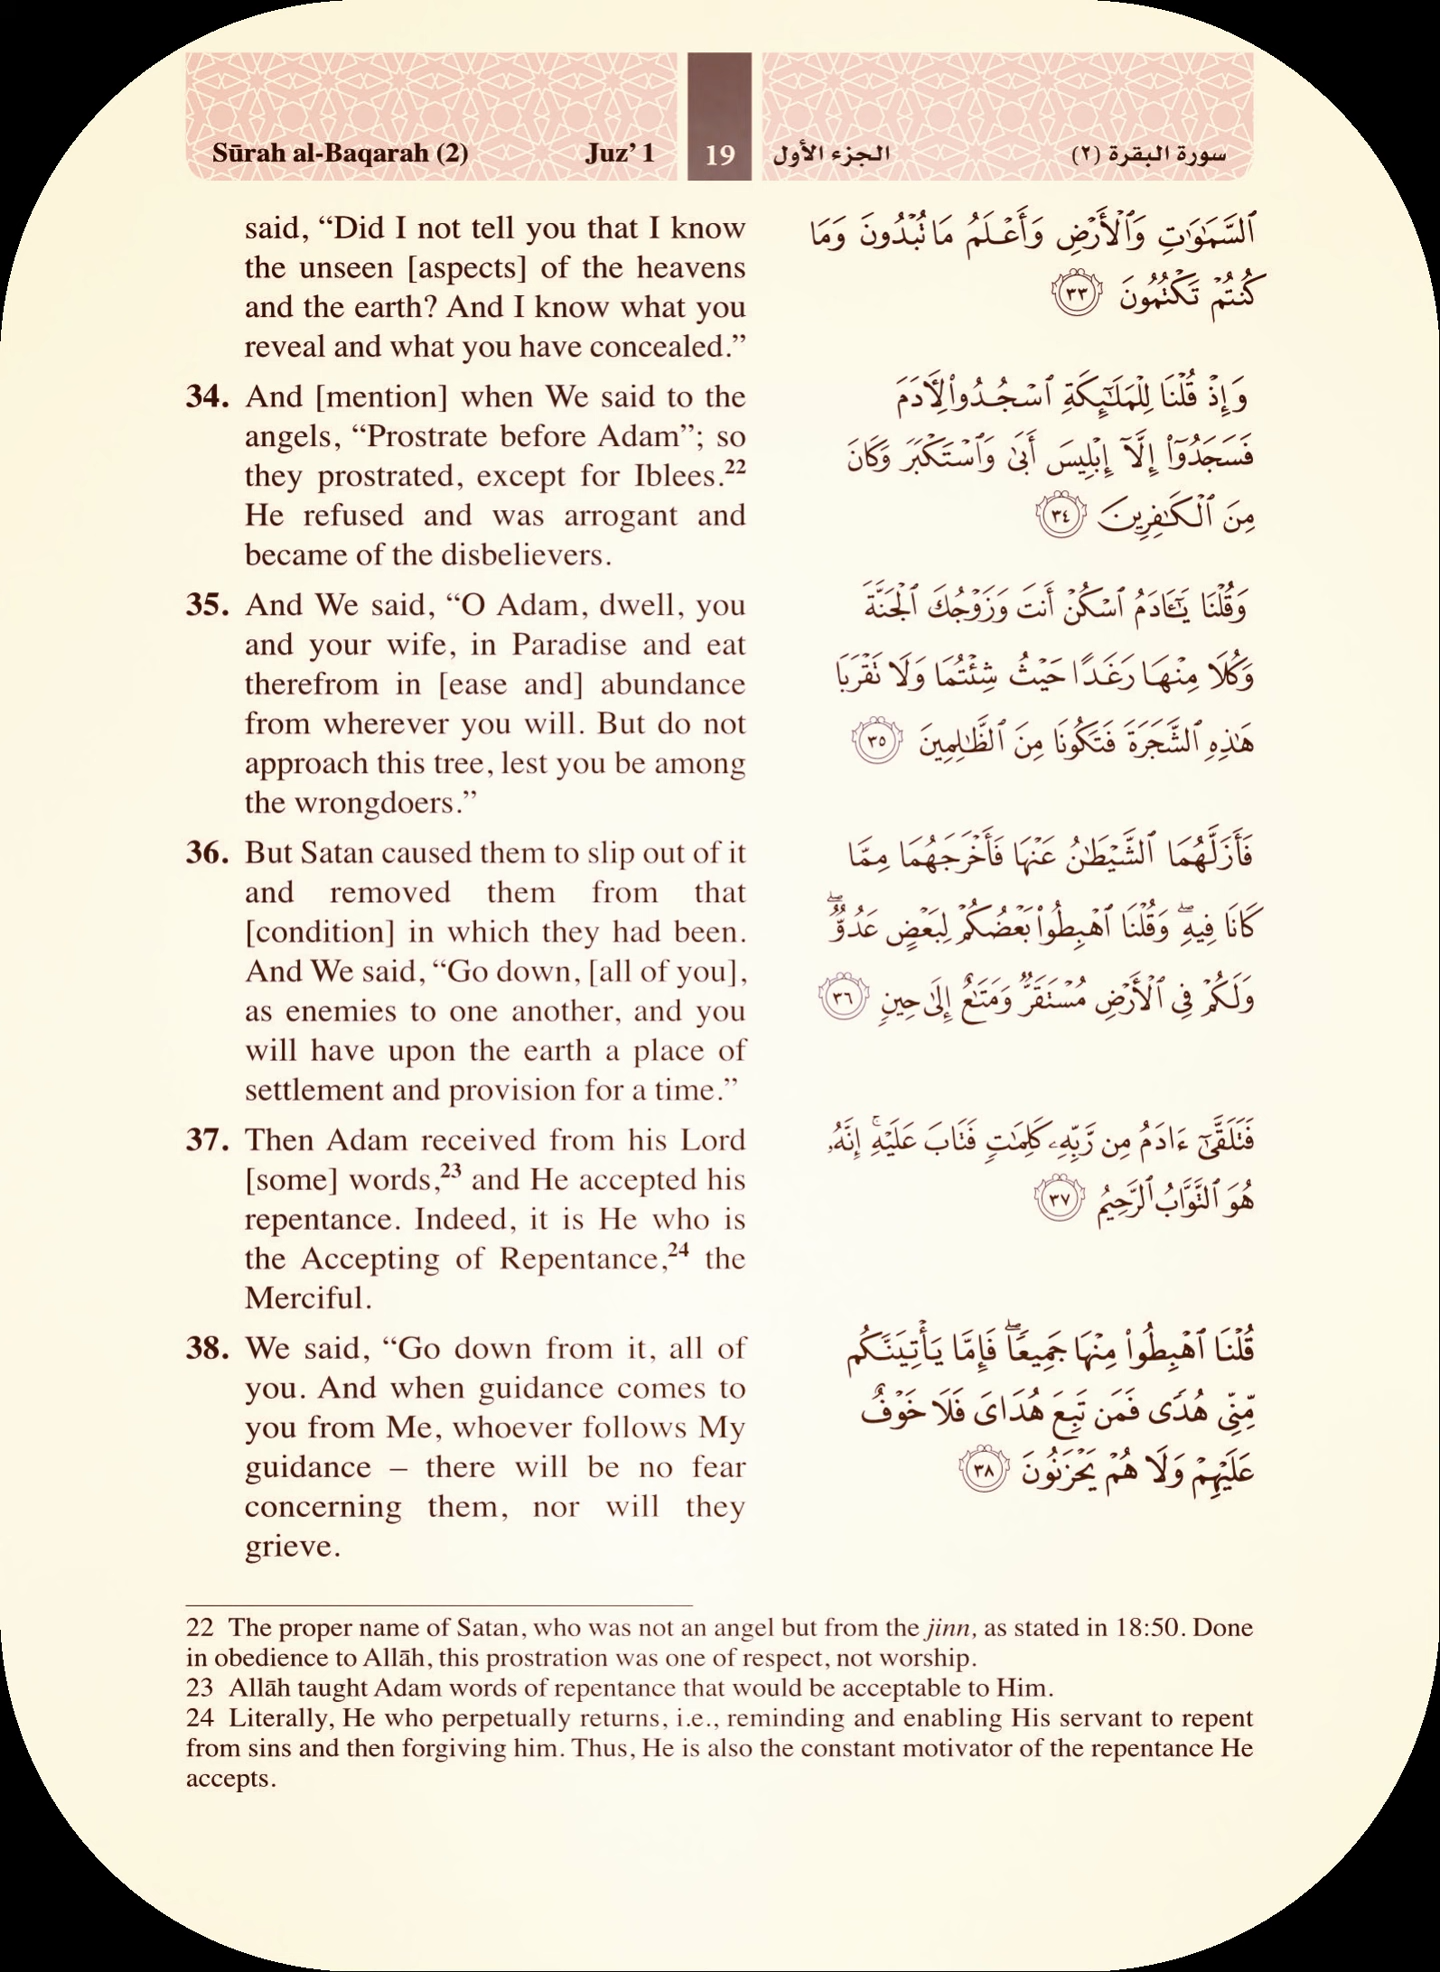 Sūrah al-Baqarah (2) Juz’ 1 19 الجزء الأول سورة البقرة (٢)
said, “Did I not tell you that I know
the unseen [aspects] of the heavens
and the earth? And I know what you
reveal and what you have concealed.”
34. And [mention] when We said to the
angels, “Prostrate before Adam”; so
they prostrated, except for Iblees.22
He refused and was arrogant and
became of the disbelievers.
35. And We said, “O Adam, dwell, you
and your wife, in Paradise and eat
therefrom in [ease and] abundance
from wherever you will. But do not
approach this tree, lest you be among
the wrongdoers.”
36. But Satan caused them to slip out of it
and removed them from that
[condition] in which they had been.
And We said, “Go down, [all of you],
as enemies to one another, and you
will have upon the earth a place of
settlement and provision for a time.”
37. Then Adam received from his Lord
[some] words,23 and He accepted his
repentance. Indeed, it is He who is
the Accepting of Repentance,24 the
Merciful.
38. We said, “Go down from it, all of
you. And when guidance comes to
you from Me, whoever follows My
guidance – there will be no fear
concerning them, nor will they
grieve.
ٱلسَّمَـٰوَٰتِ وَٱلْأَرْضِ وَأَعْلَمُ مَا تُبْدُونَ وَمَا
كُنتُمْ تَكْتُمُونَ ٣٣
وَإِذْ قُلْنَا لِلْمَلَـٰٓئِكَةِ ٱسْجُدُوا۟ لِـَٔادَمَ
فَسَجَدُوٓا۟ إِلَّآ إِبْلِيسَ أَبَىٰ وَٱسْتَكْبَرَ وَكَانَ
مِنَ ٱلْكَـٰفِرِينَ ٣٤
وَقُلْنَا يَـٰٓـَٔادَمُ ٱسْكُنْ أَنتَ وَزَوْجُكَ ٱلْجَنَّةَ
وَكُلَا مِنْهَا رَغَدًا حَيْثُ شِئْتُمَا وَلَا تَقْرَبَا
هَـٰذِهِ ٱلشَّجَرَةَ فَتَكُونَا مِنَ ٱلظَّـٰلِمِينَ ٣٥
فَأَزَلَّهُمَا ٱلشَّيْطَـٰنُ عَنْهَا فَأَخْرَجَهُمَا مِمَّا
كَانَا فِيهِ ۖ وَقُلْنَا ٱهْبِطُوا۟ بَعْضُكُمْ لِبَعْضٍ عَدُوٌّ ۖ
وَلَكُمْ فِى ٱلْأَرْضِ مُسْتَقَرٌّ وَمَتَـٰعٌ إِلَىٰ حِينٍ ٣٦
فَتَلَقَّىٰٓ ءَادَمُ مِن رَّبِّهِۦ كَلِمَـٰتٍ فَتَابَ عَلَيْهِ ۚ إِنَّهُۥ
هُوَ ٱلتَّوَّابُ ٱلرَّحِيمُ ٣٧
قُلْنَا ٱهْبِطُوا۟ مِنْهَا جَمِيعًا ۖ فَإِمَّا يَأْتِيَنَّكُم
مِّنِّى هُدًى فَمَن تَبِعَ هُدَاىَ فَلَا خَوْفٌ
عَلَيْهِمْ وَلَا هُمْ يَحْزَنُونَ ٣٨
22 The proper name of Satan, who was not an angel but from the jinn, as stated in 18:50. Done
in obedience to Allāh, this prostration was one of respect, not worship.
23 Allāh taught Adam words of repentance that would be acceptable to Him.
24 Literally, He who perpetually returns, i.e., reminding and enabling His servant to repent
from sins and then forgiving him. Thus, He is also the constant motivator of the repentance He
accepts.